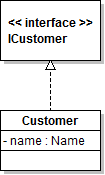 << interface >>
ICustomer
Customer
- name : Name